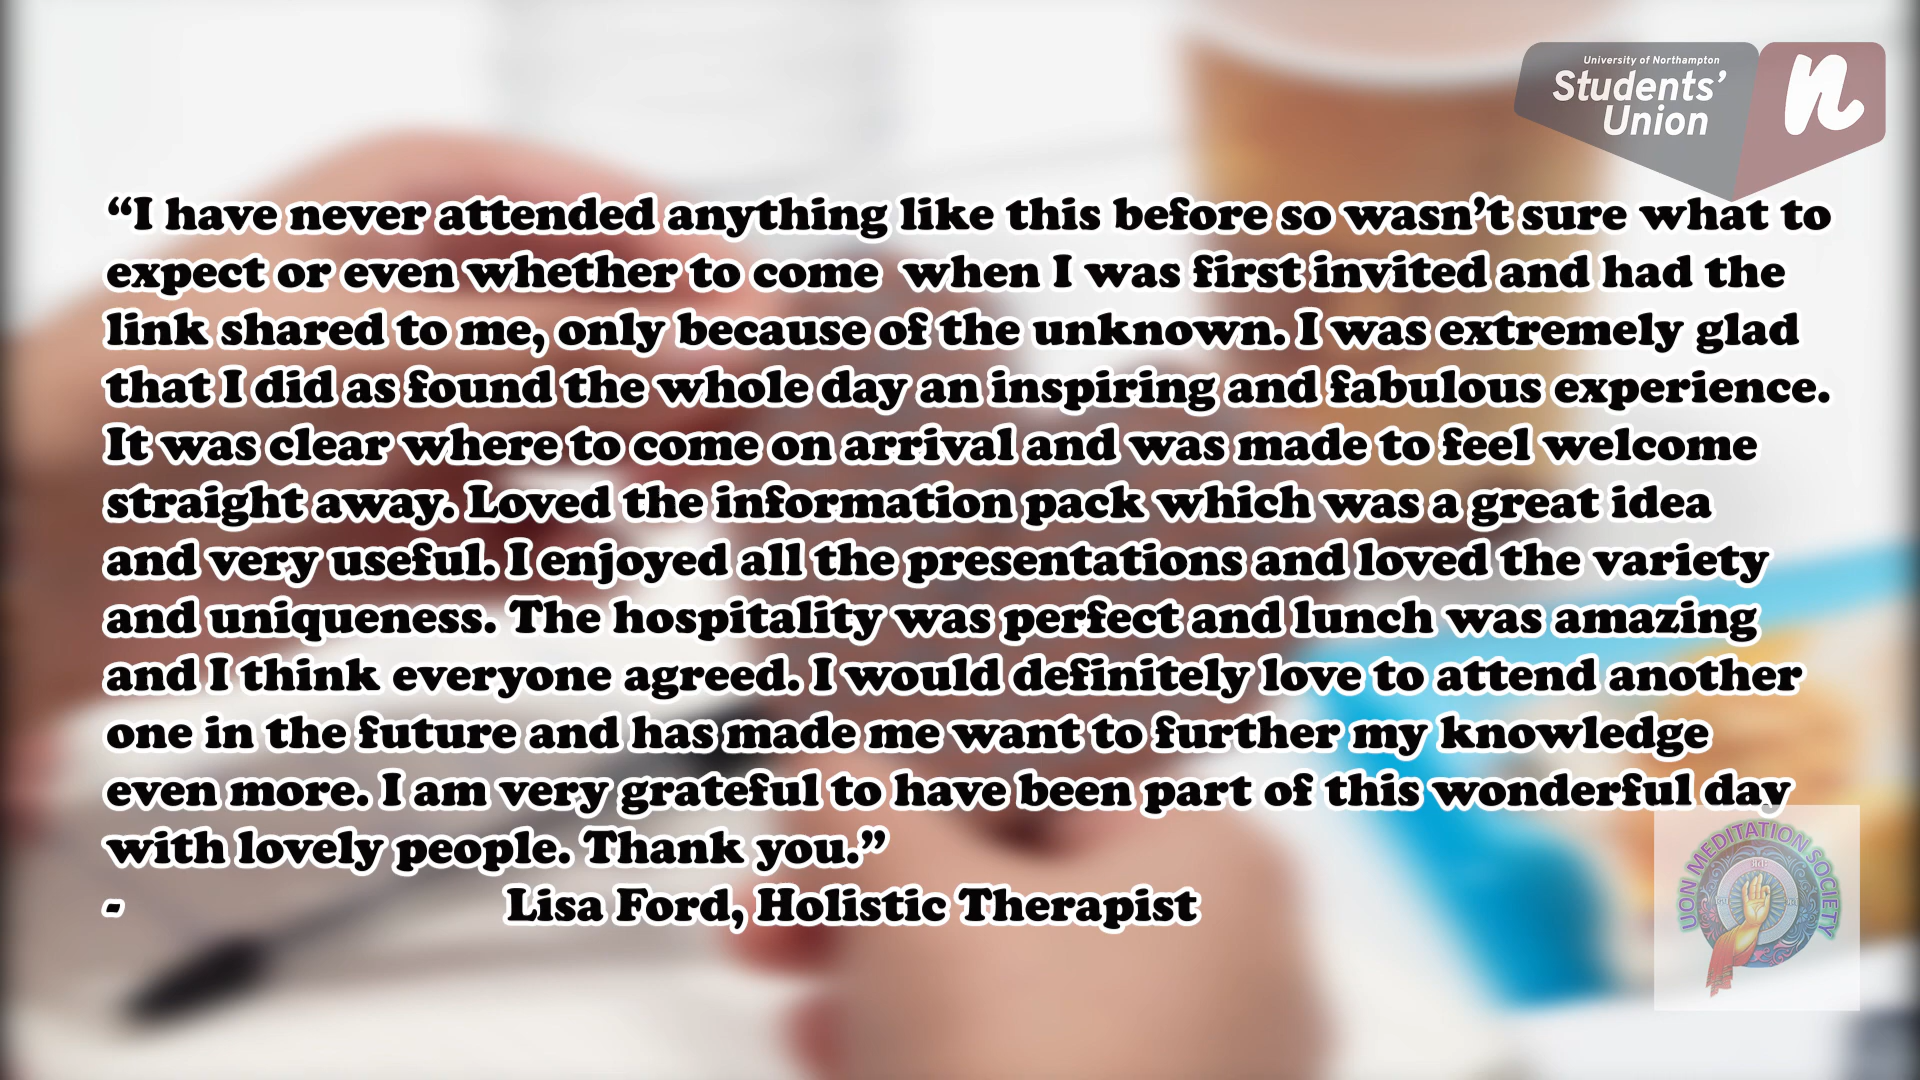 University of Northampton
Students’
Union
n
“I have never attended anything like this before so wasn’t sure what to
expect or even whether to come  when I was first invited and had the
link shared to me, only because of the unknown. I was extremely glad
that I did as found the whole day an inspiring and fabulous experience.
It was clear where to come on arrival and was made to feel welcome
straight away. Loved the information pack which was a great idea
and very useful. I enjoyed all the presentations and loved the variety
and uniqueness. The hospitality was perfect and lunch was amazing
and I think everyone agreed. I would definitely love to attend another
one in the future and has made me want to further my knowledge
even more. I am very grateful to have been part of this wonderful day
with lovely people. Thank you.”
- Lisa Ford, Holistic Therapist
UON MEDITATION SOCIETY